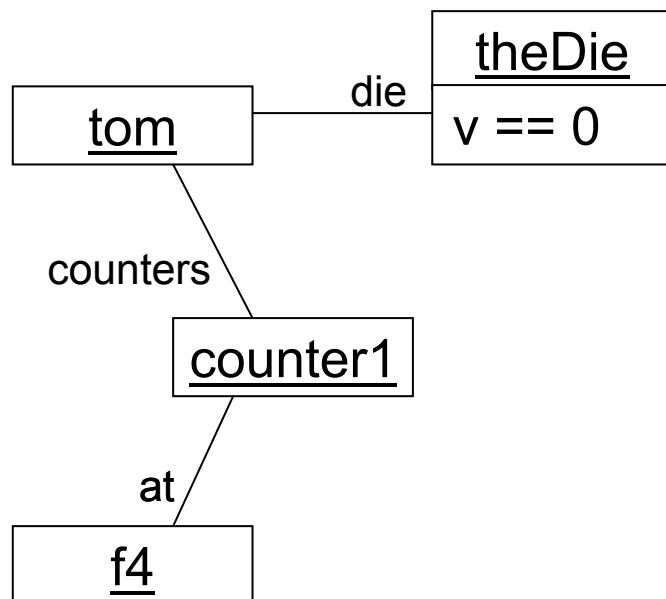 theDie
die
tom
v == 0
counters
counter1
at
f4